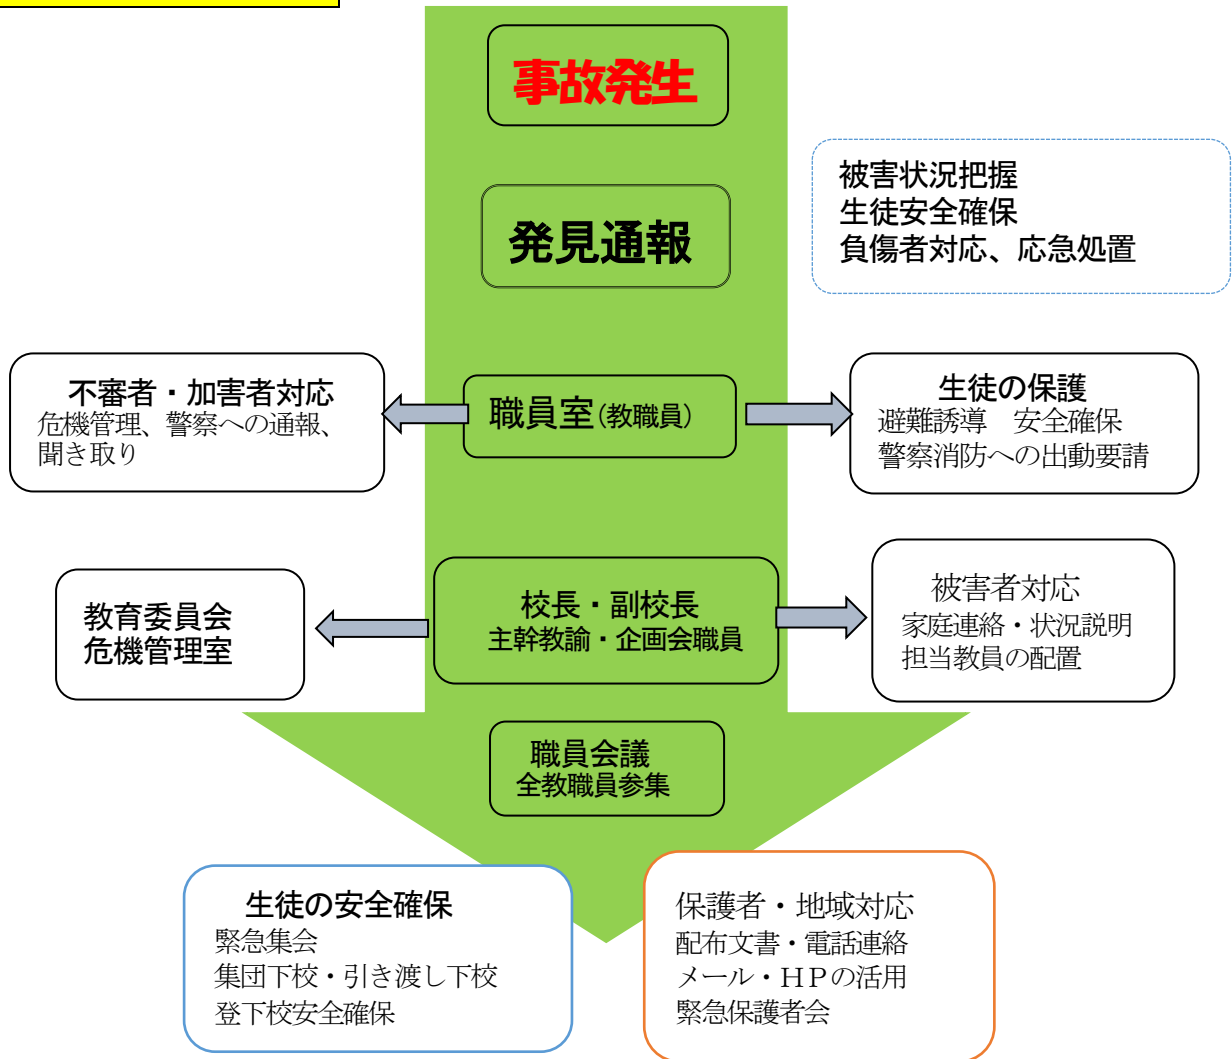 事故発生
発見通報
被害状況把握
生徒安全確保
負傷者対応、応急処置
不審者・加害者対応
危機管理、警察への通報、
聞き取り
職員室(教職員)
生徒の保護
避難誘導　安全確保
警察消防への出動要請
教育委員会
危機管理室
校長・副校長
主幹教諭・企画会職員
被害者対応
家庭連絡・状況説明
担当教員の配置
職員会議
全教職員参集
生徒の安全確保
緊急集会
集団下校・引き渡し下校
登下校安全確保
保護者・地域対応
配布文書・電話連絡
メール・ＨＰの活用
緊急保護者会